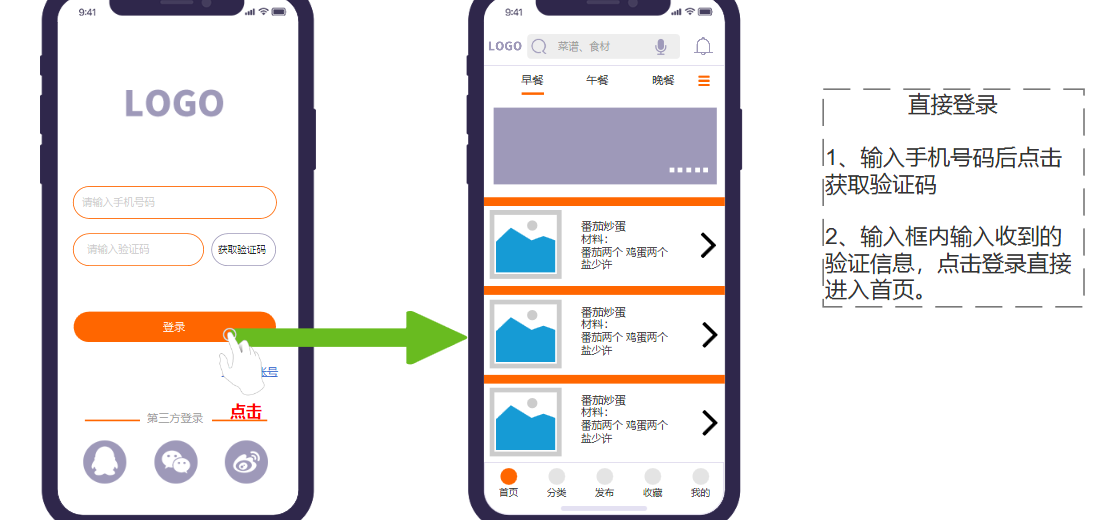 9:41
LOGO
请输入手机号码
请输入验证码
获取验证码
登录
账号
点击
第三方登录
9:41
LOGO
菜谱、食材
早餐
午餐
晚餐
番茄炒蛋
材料：
番茄两个 鸡蛋两个
盐少许
番茄炒蛋
材料：
番茄两个 鸡蛋两个
盐少许
番茄炒蛋
材料：
番茄两个 鸡蛋两个
盐少许
首页
分类
发布
收藏
我的
直接登录
1、输入手机号码后点击
获取验证码
2、输入框内输入收到的
验证信息，点击登录直接
进入首页。